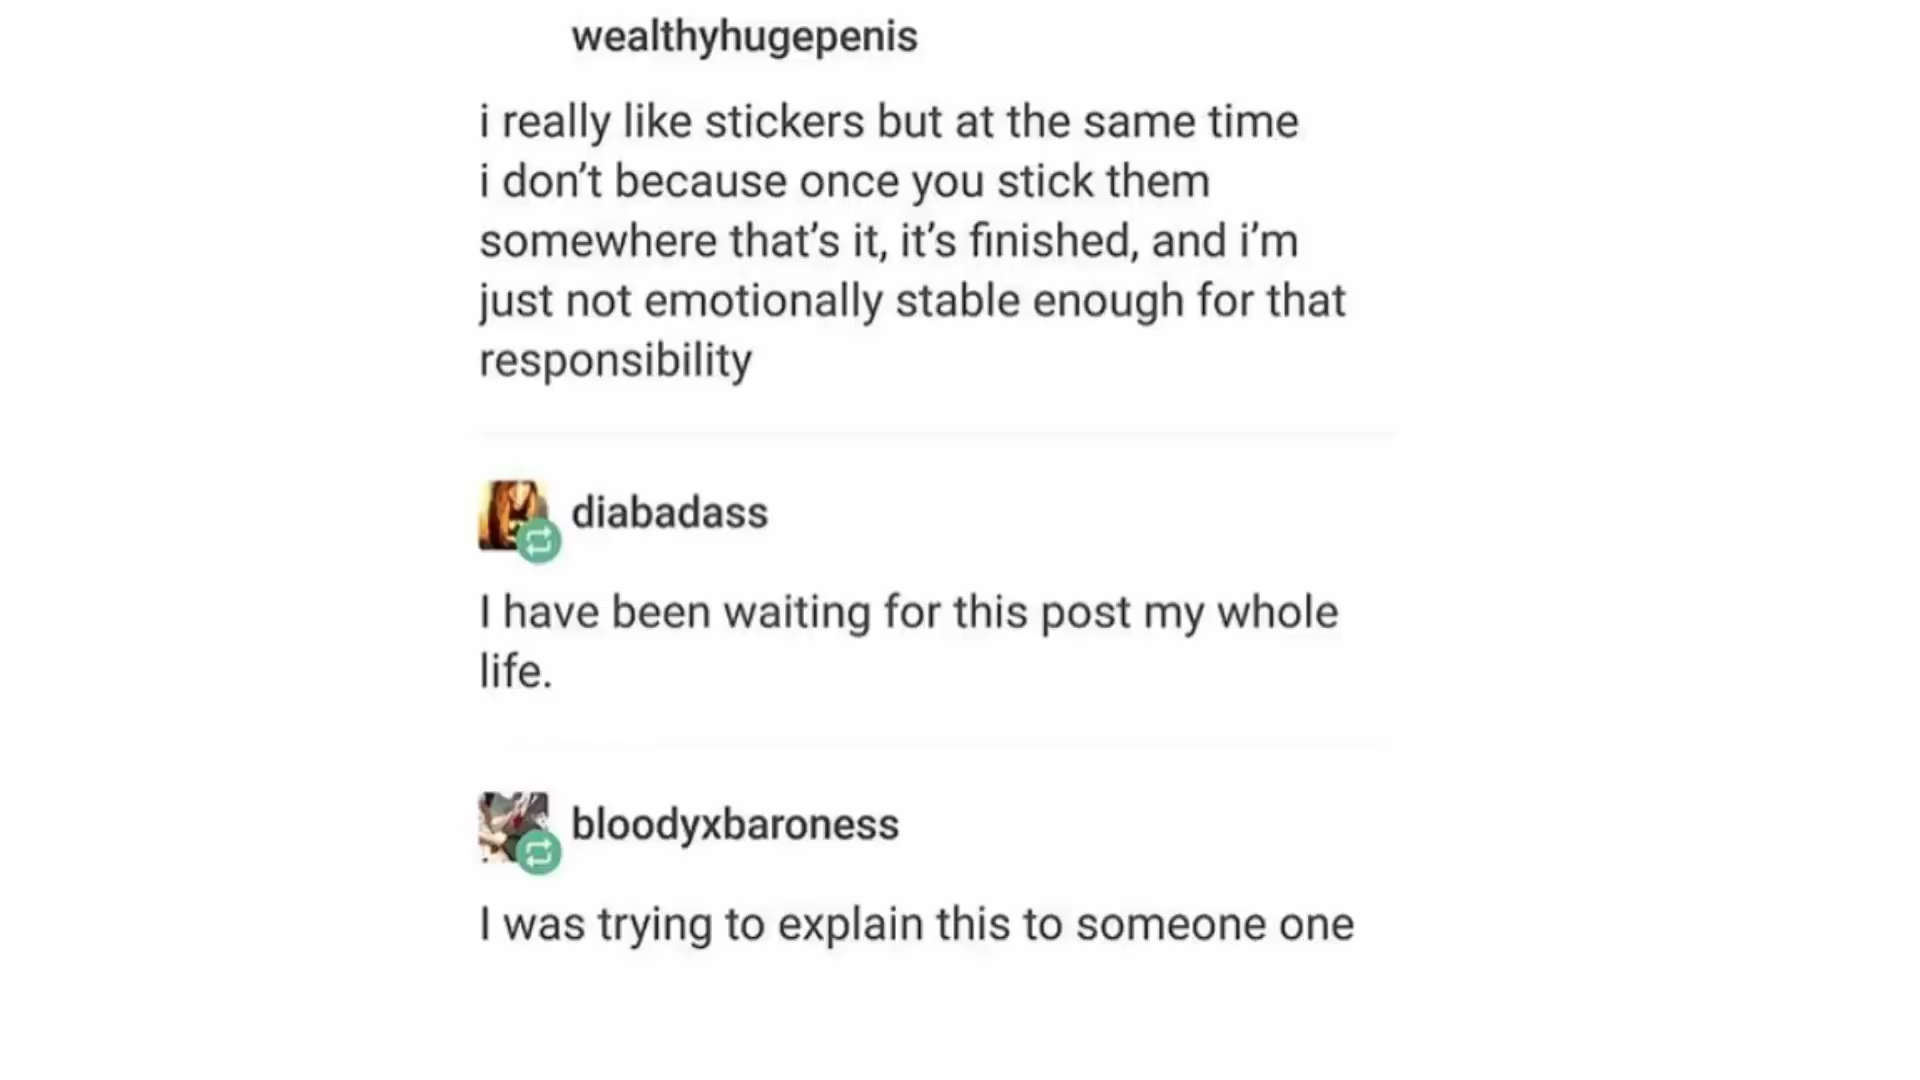 wealthyhugepenis
i really like stickers but at the same time
i don’t because once you stick them
somewhere that’s it, it’s finished, and i’m
just not emotionally stable enough for that
responsibility
diabadass
I have been waiting for this post my whole
life.
bloodyxbaroness
I was trying to explain this to someone one